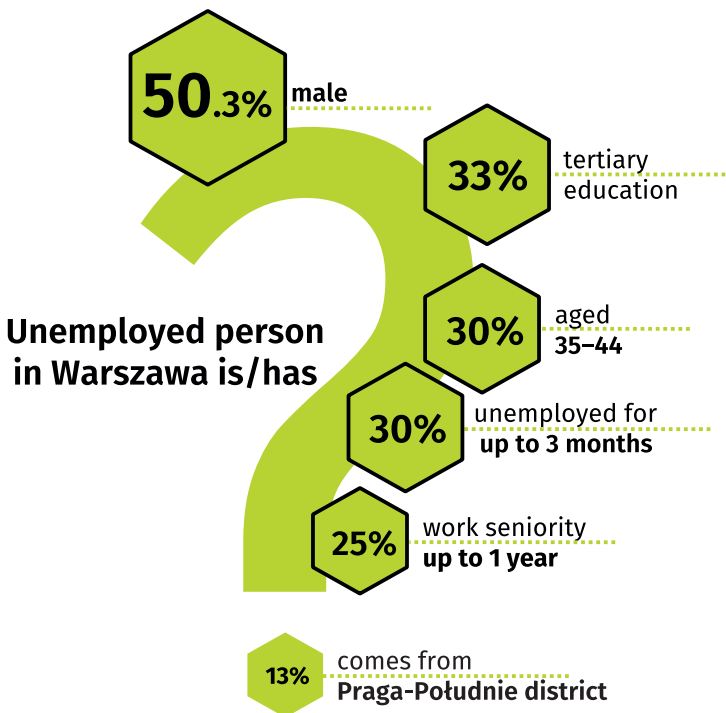 50.3% male
33% tertiary
education
30% aged
35–44
Unemployed person
in Warszawa is/has
30% unemployed for
up to 3 months
25% work seniority
up to 1 year
13% comes from
Praga-Południe district